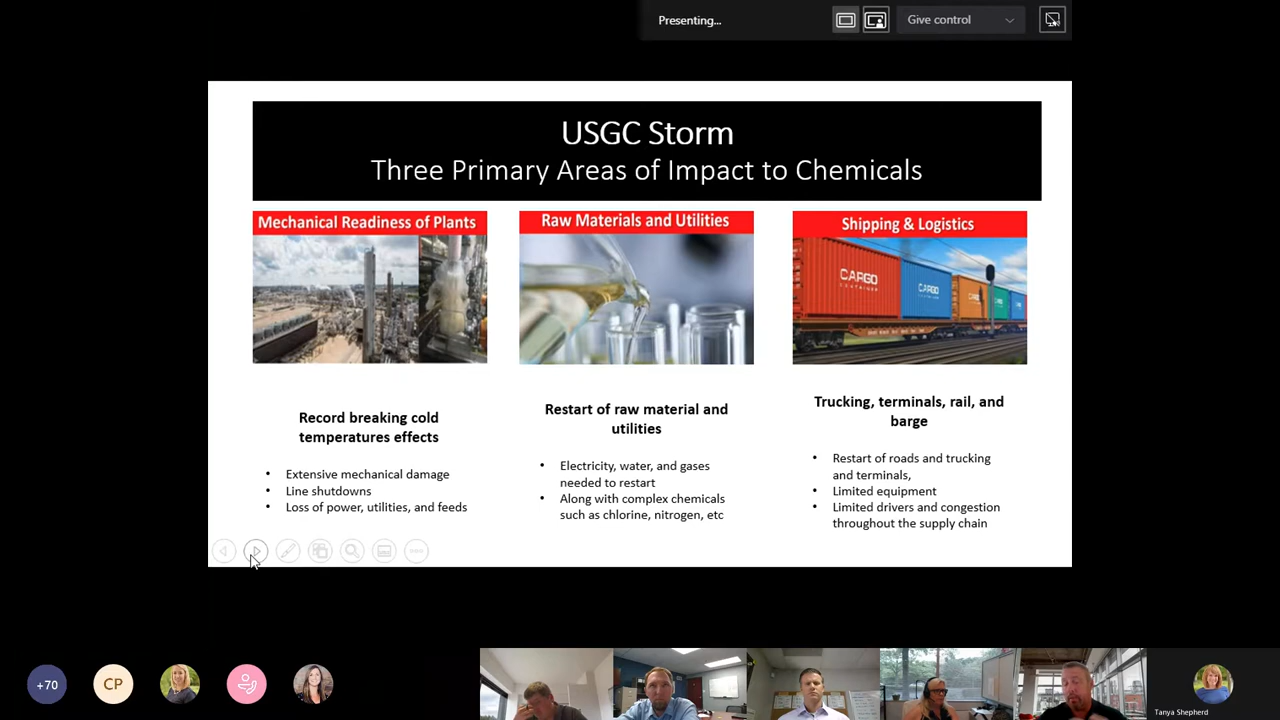 Presenting...
Give control
USGC Storm
Three Primary Areas of Impact to Chemicals
Mechanical Readiness of Plants
Record breaking cold
temperatures effects
• Extensive mechanical damage
• Line shutdowns
• Loss of power, utilities, and feeds
Raw Materials and Utilities
Restart of raw material and
utilities
• Electricity, water, and gases
needed to restart
• Along with complex chemicals
such as chlorine, nitrogen, etc
Shipping & Logistics
CARGO
CONTAINER
CARGO
CARGO
Trucking, terminals, rail, and
barge
• Restart of roads and trucking
and terminals,
• Limited equipment
• Limited drivers and congestion
throughout the supply chain
+70
CP
Tanya Shepherd